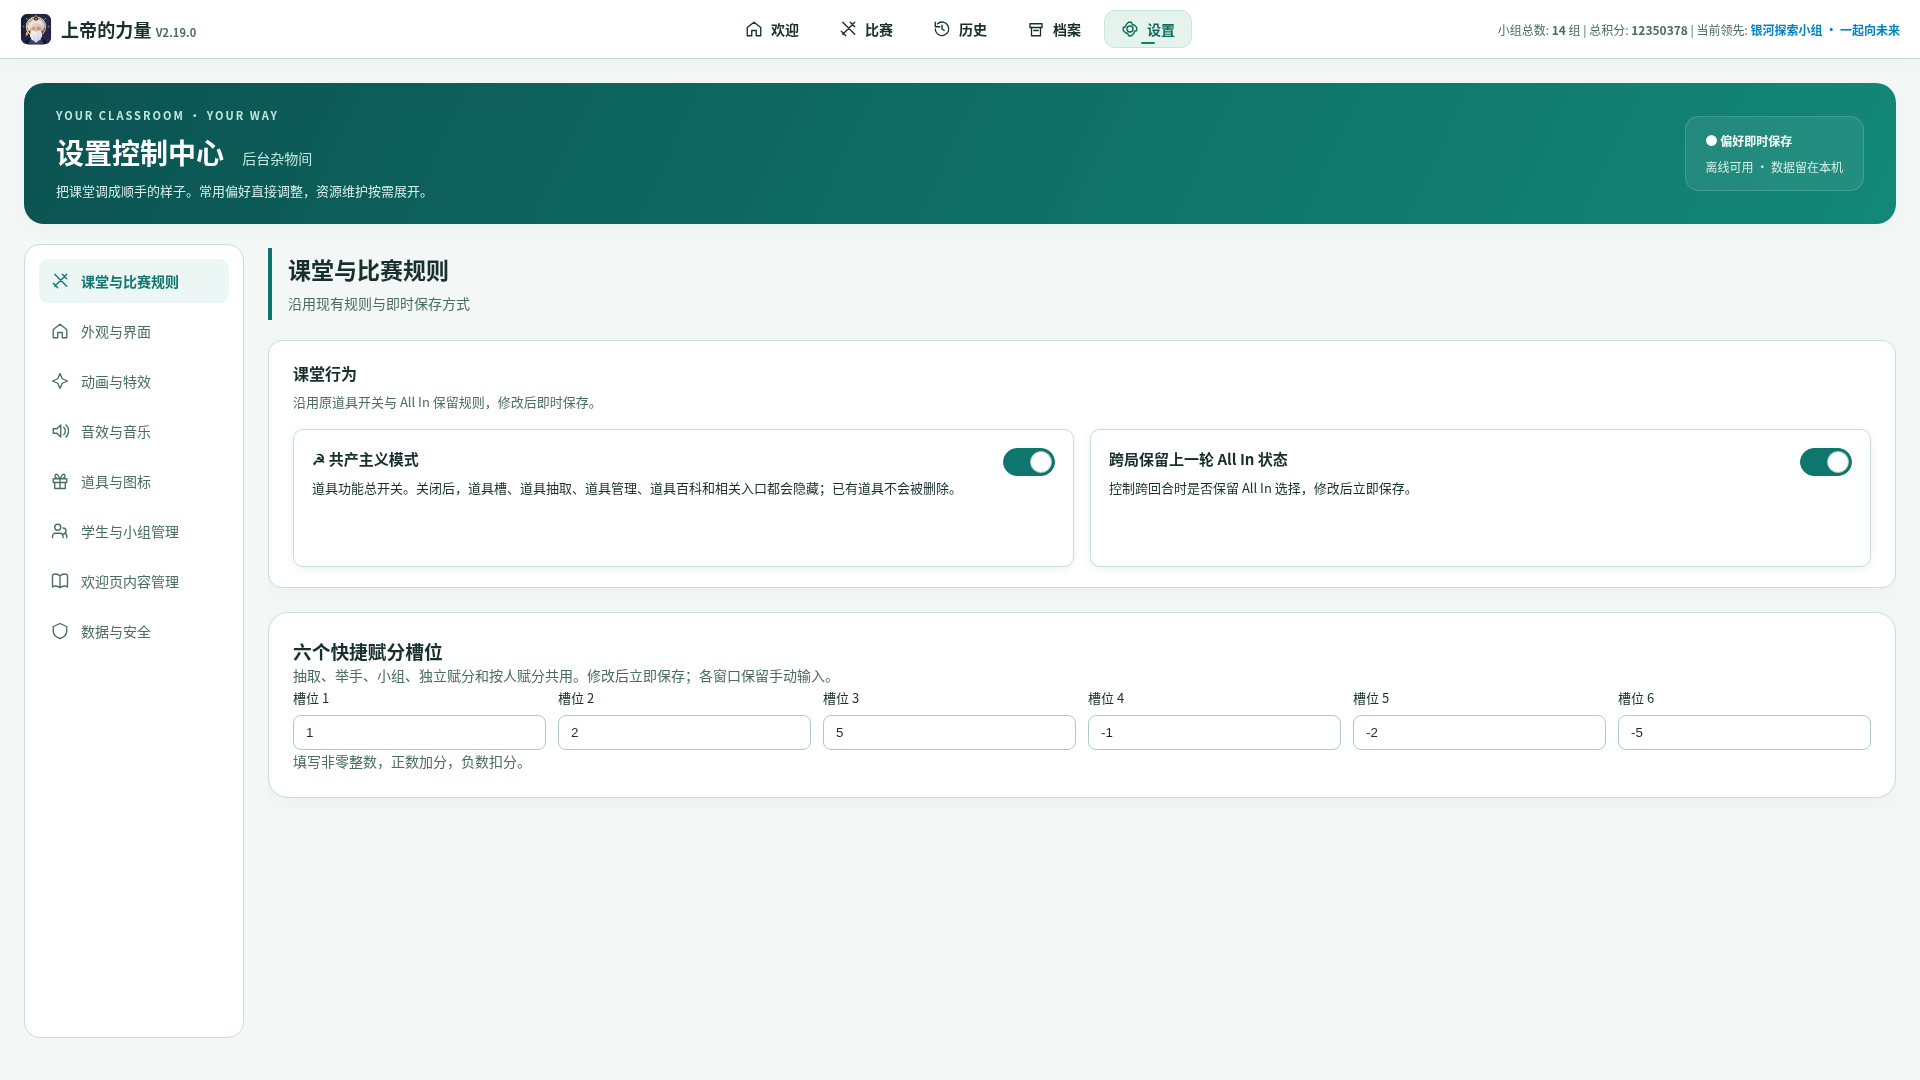 上帝的力量 V2.19.0
欢迎
比赛
历史
档案
设置
小组总数: 14 组 | 总积分: 12350378 | 当前领先: 银河探索小组 · 一起向未来
YOUR CLASSROOM · YOUR WAY
设置控制中心 后台杂物间
把课堂调成顺手的样子。常用偏好直接调整，资源维护按需展开。
偏好即时保存
离线可用 · 数据留在本机
课堂与比赛规则
外观与界面
动画与特效
音效与音乐
道具与图标
学生与小组管理
欢迎页内容管理
数据与安全
课堂与比赛规则
沿用现有规则与即时保存方式
课堂行为
沿用原道具开关与 All In 保留规则，修改后即时保存。
☭ 共产主义模式
道具功能总开关。关闭后，道具槽、道具抽取、道具管理、道具百科和相关入口都会隐藏；已有道具不会被删除。
跨局保留上一轮 All In 状态
控制跨回合时是否保留 All In 选择，修改后立即保存。
六个快捷赋分槽位
抽取、举手、小组、独立赋分和按人赋分共用。修改后立即保存；各窗口保留手动输入。
槽位 1
槽位 2
槽位 3
槽位 4
槽位 5
槽位 6
1
2
5
-1
-2
-5
填写非零整数，正数加分，负数扣分。